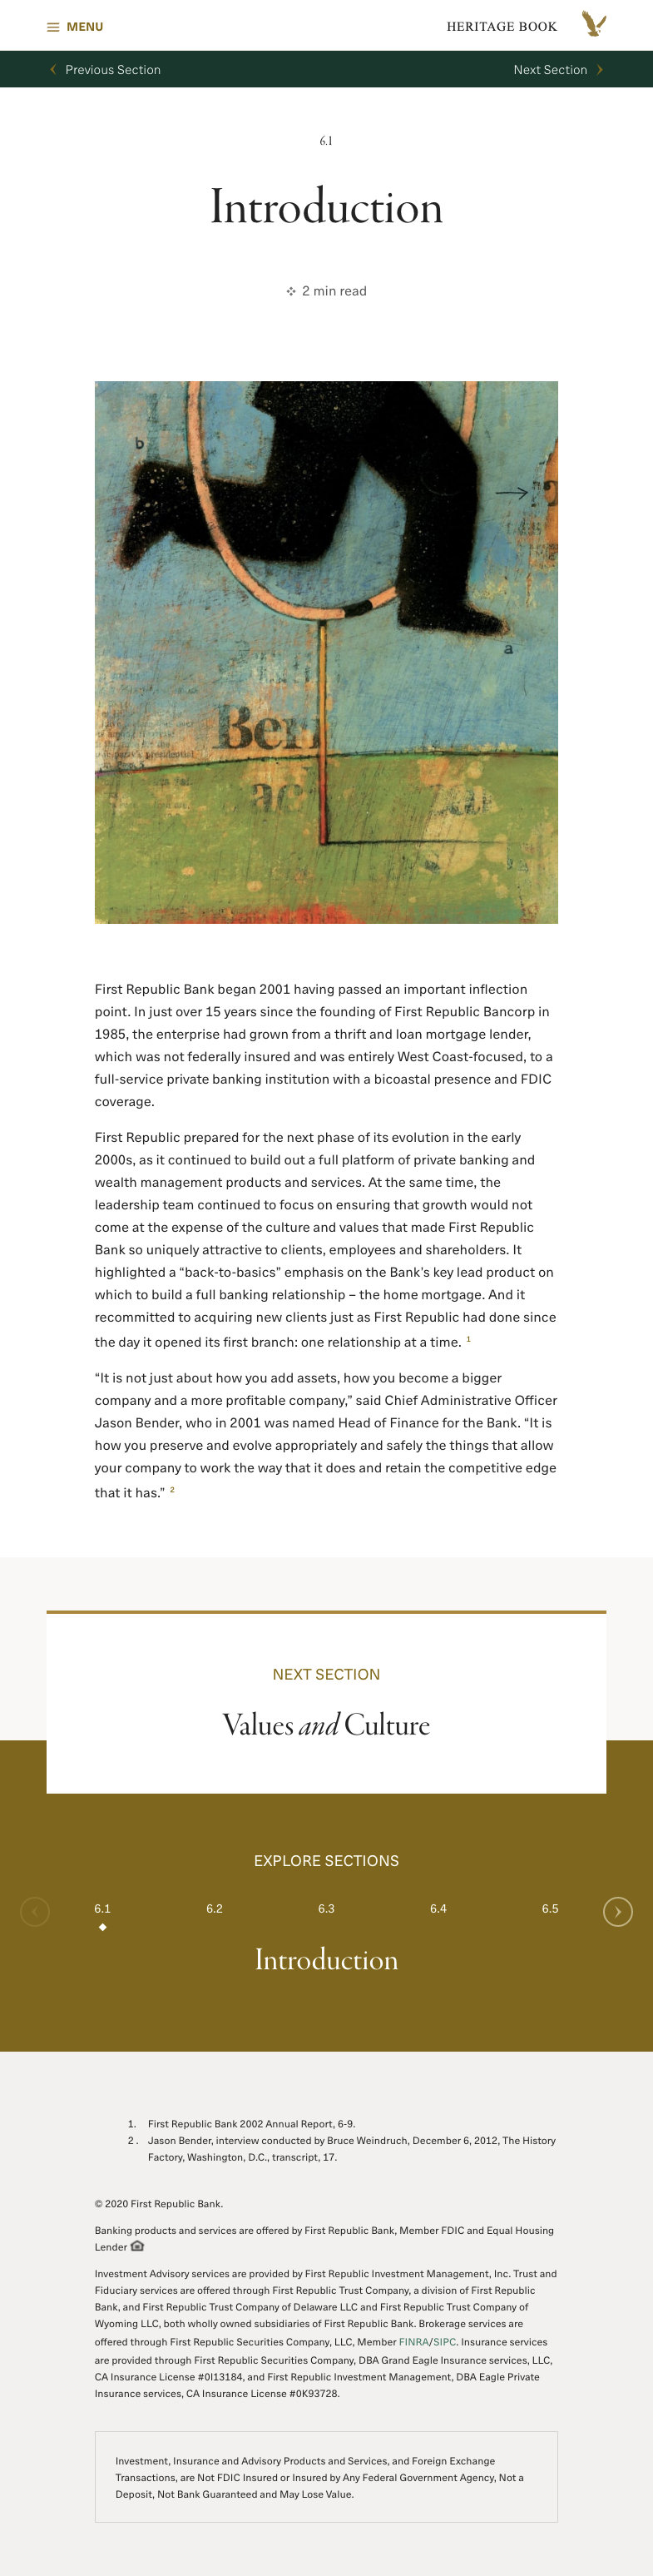 MENU
HERITAGE BOOK
Previous Section
Next Section
6.1
Introduction
2 min read
b
a
Ben
ac
First Republic Bank began 2001 having passed an important inflection
point. In just over 15 years since the founding of First Republic Bancorp in
1985, the enterprise had grown from a thrift and loan mortgage lender,
which was not federally insured and was entirely West Coast-focused, to a
full-service private banking institution with a bicoastal presence and FDIC
coverage.
First Republic prepared for the next phase of its evolution in the early
2000s, as it continued to build out a full platform of private banking and
wealth management products and services. At the same time, the
leadership team continued to focus on ensuring that growth would not
come at the expense of the culture and values that made First Republic
Bank so uniquely attractive to clients, employees and shareholders. It
highlighted a “back-to-basics” emphasis on the Bank’s key lead product on
which to build a full banking relationship – the home mortgage. And it
recommitted to acquiring new clients just as First Republic had done since
the day it opened its first branch: one relationship at a time. 1
“It is not just about how you add assets, how you become a bigger
company and a more profitable company,” said Chief Administrative Officer
Jason Bender, who in 2001 was named Head of Finance for the Bank. “It is
how you preserve and evolve appropriately and safely the things that allow
your company to work the way that it does and retain the competitive edge
that it has.” 2
NEXT SECTION
Values and Culture
EXPLORE SECTIONS
6.1 6.2 6.3 6.4 6.5
Introduction
1. First Republic Bank 2002 Annual Report, 6-9.
2 . Jason Bender, interview conducted by Bruce Weindruch, December 6, 2012, The History
Factory, Washington, D.C., transcript, 17.
© 2020 First Republic Bank.
Banking products and services are offered by First Republic Bank, Member FDIC and Equal Housing
Lender
Investment Advisory services are provided by First Republic Investment Management, Inc. Trust and
Fiduciary services are offered through First Republic Trust Company, a division of First Republic
Bank, and First Republic Trust Company of Delaware LLC and First Republic Trust Company of
Wyoming LLC, both wholly owned subsidiaries of First Republic Bank. Brokerage services are
offered through First Republic Securities Company, LLC, Member FINRA/SIPC. Insurance services
are provided through First Republic Securities Company, DBA Grand Eagle Insurance services, LLC,
CA Insurance License #0I13184, and First Republic Investment Management, DBA Eagle Private
Insurance services, CA Insurance License #0K93728.
Investment, Insurance and Advisory Products and Services, and Foreign Exchange
Transactions, are Not FDIC Insured or Insured by Any Federal Government Agency, Not a
Deposit, Not Bank Guaranteed and May Lose Value.